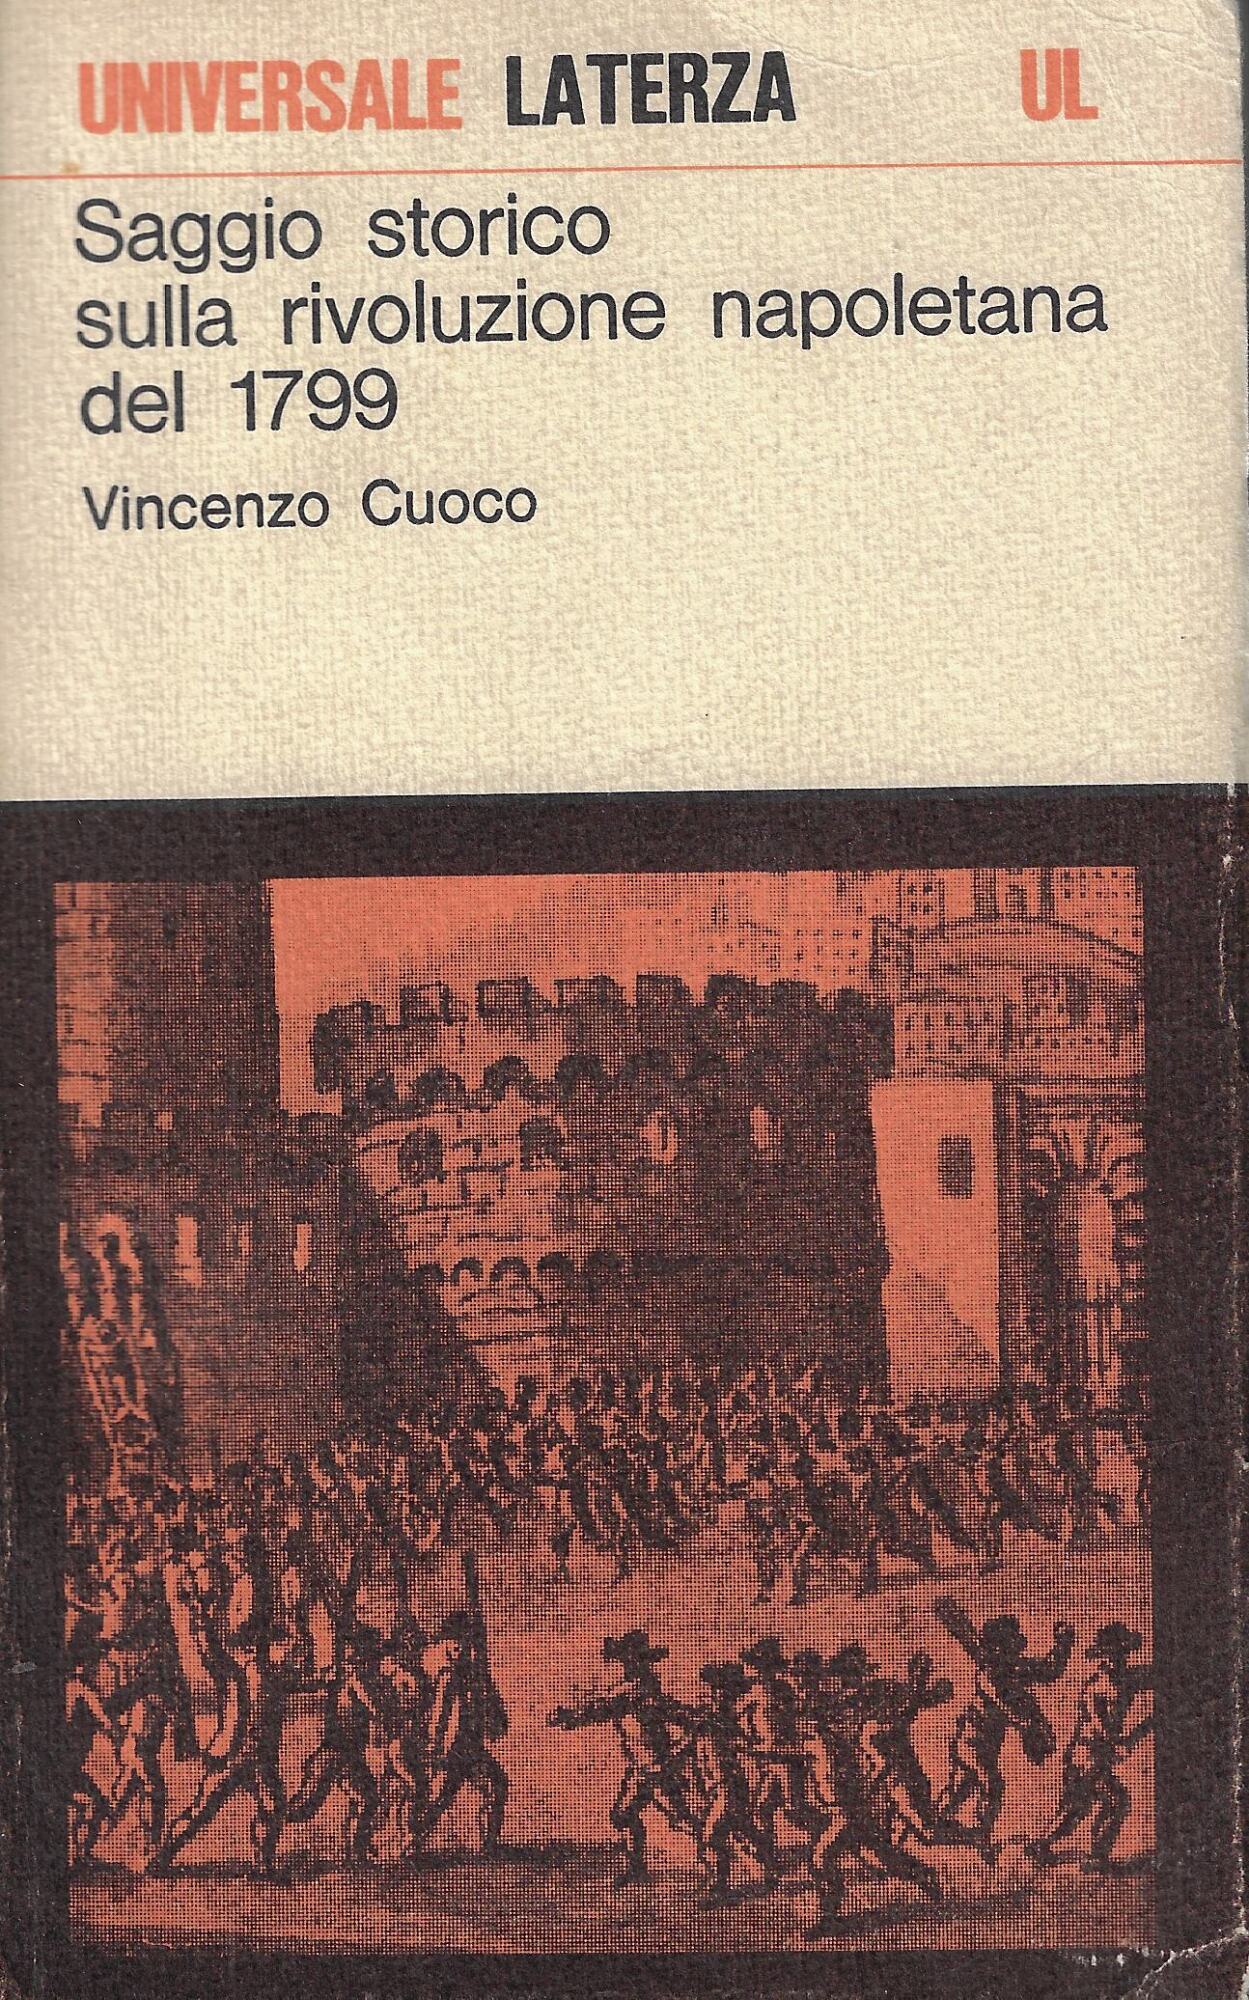 UNIVERSALE LATERZA UL
Saggio storico
sulla rivoluzione napoletana
del 1799
Vincenzo Cuoco